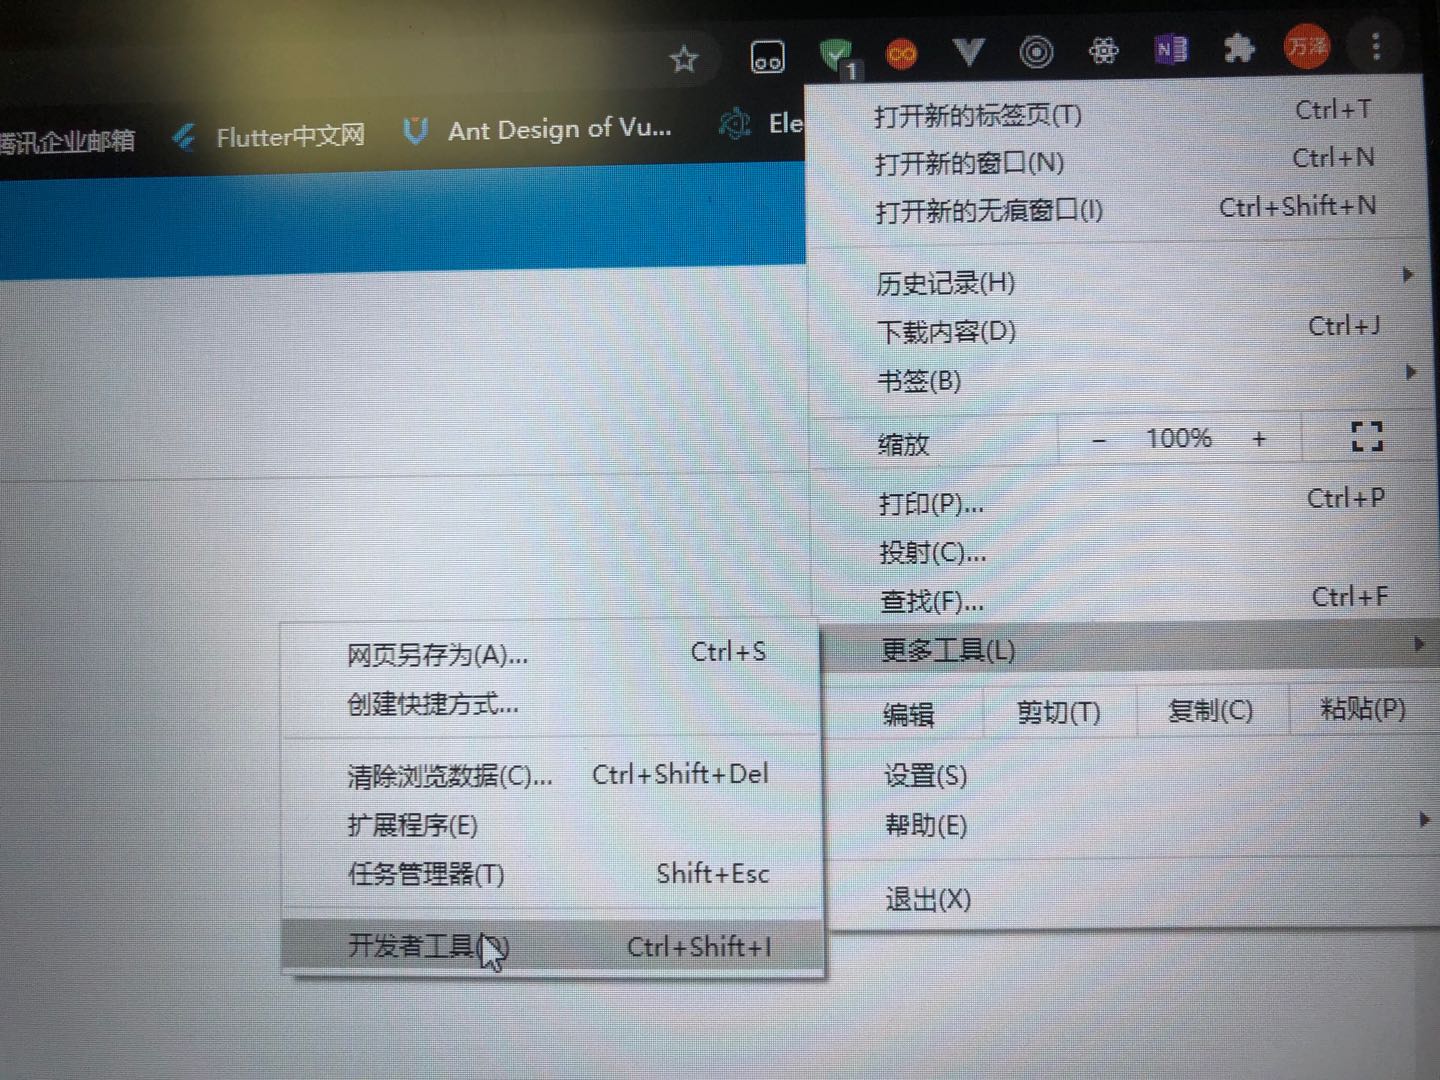 1
N
万泽
腾讯企业邮箱
Flutter中文网
Ant Design of Vu...
Ele
打开新的标签页(T) Ctrl+T
打开新的窗口(N) Ctrl+N
打开新的无痕窗口(I) Ctrl+Shift+N
历史记录(H)
下载内容(D) Ctrl+J
书签(B)
缩放 − 100% +
打印(P)... Ctrl+P
投射(C)...
查找(F)... Ctrl+F
更多工具(L)
编辑 剪切(T) 复制(C) 粘贴(P)
设置(S)
帮助(E)
退出(X)
网页另存为(A)... Ctrl+S
创建快捷方式...
清除浏览数据(C)... Ctrl+Shift+Del
扩展程序(E)
任务管理器(T) Shift+Esc
开发者工具(D) Ctrl+Shift+I